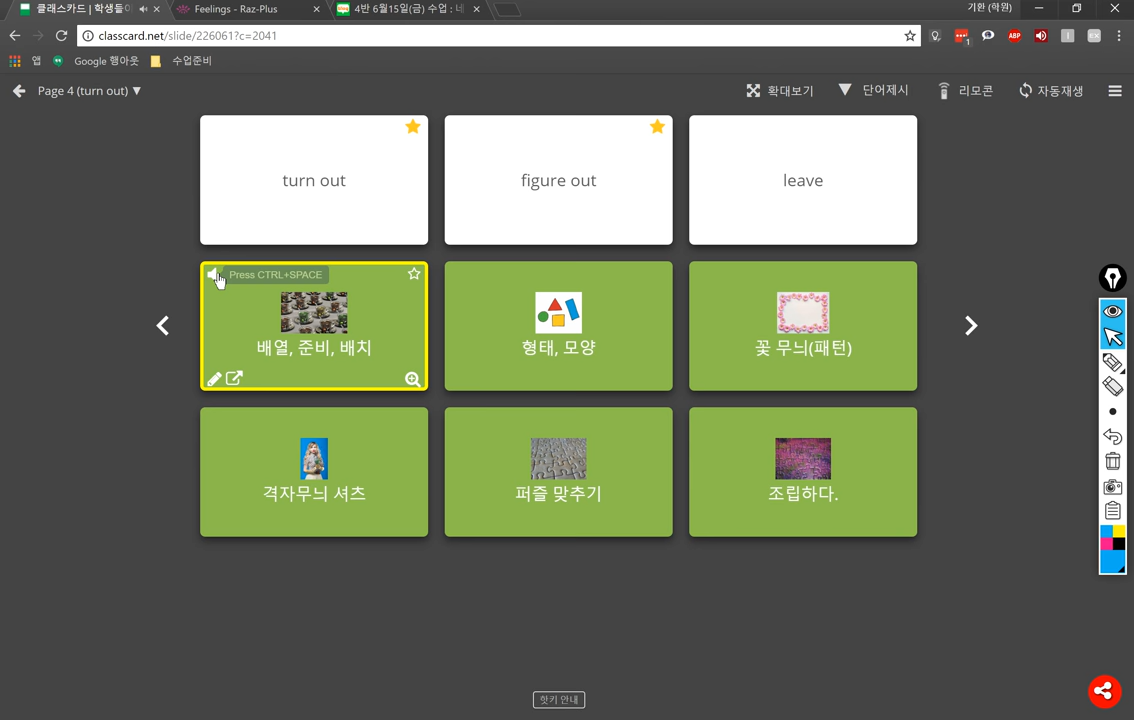 클래스카드 | 학생들이
Feelings - Raz-Plus
4반 6월15일(금) 수업 : 네
기환 (학원)
classcard.net/slide/226061?c=2041
앱
Google 행아웃
수업준비
Page 4 (turn out) ▼
확대보기
단어제시
리모콘
자동재생
turn out
figure out
leave
Press CTRL+SPACE
배열, 준비, 배치
형태, 모양
꽃 무늬(패턴)
격자무늬 셔츠
퍼즐 맞추기
조립하다.
핫키 안내
ABP
1